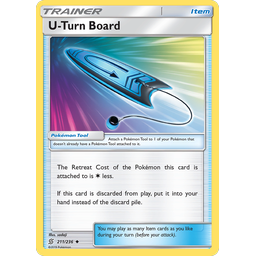 TRAINER Item
U-Turn Board
Pokémon Tool
Attach a Pokémon Tool to 1 of your Pokémon that
doesn't already have a Pokémon Tool attached to it.
The Retreat Cost of the Pokémon this card is
attached to is less.
If this card is discarded from play, put it into your
hand instead of the discard pile.
You may play as many Item cards as you like
during your turn (before your attack).
211/236